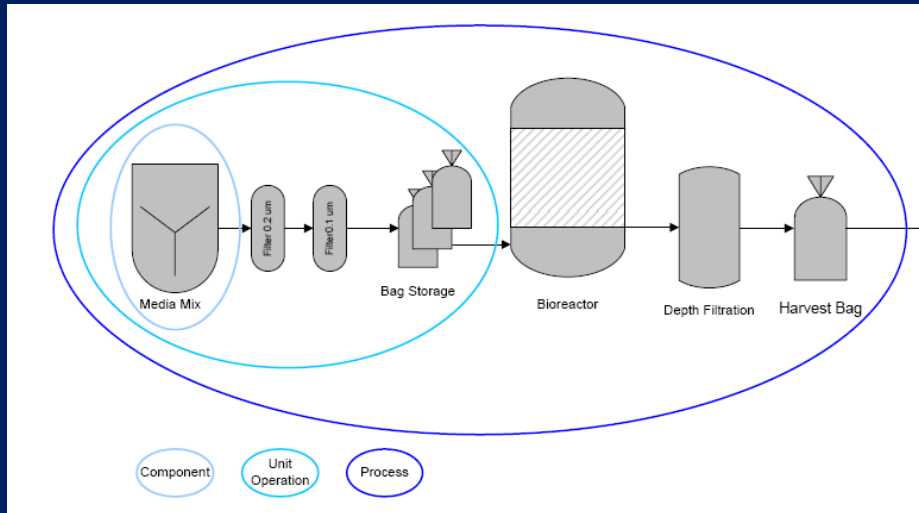 Media Mix
Filter 0.2 um
Filter0.1 um
Bag Storage
Bioreactor
Depth Filtration
Harvest Bag
Component
Unit
Operation
Process